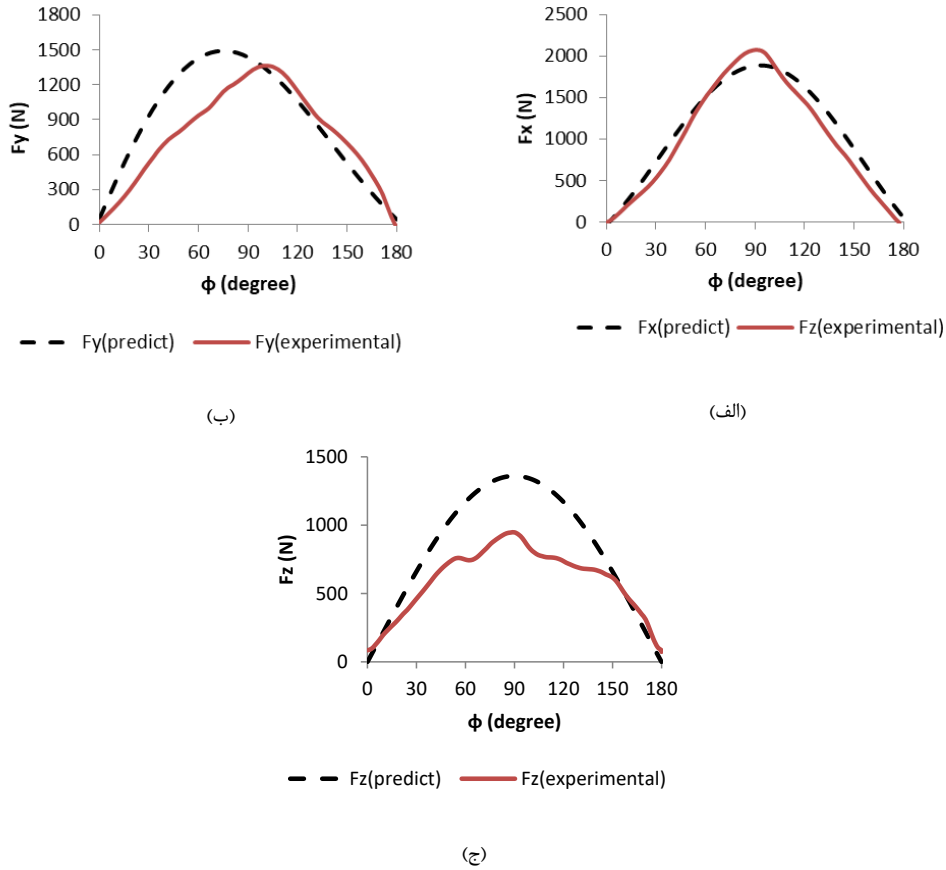 1800
1500
1200
900
600
300
0
Fy (N)
0 30 60 90 120 150 180
ϕ (degree)
Fy(predict) Fy(experimental)
(ب)
2500
2000
1500
1000
500
0
Fx (N)
0 30 60 90 120 150 180
ϕ (degree)
Fx(predict) Fz(experimental)
(الف)
1500
1000
500
0
Fz (N)
0 30 60 90 120 150 180
ϕ (degree)
Fz(predict) Fz(experimental)
(ج)